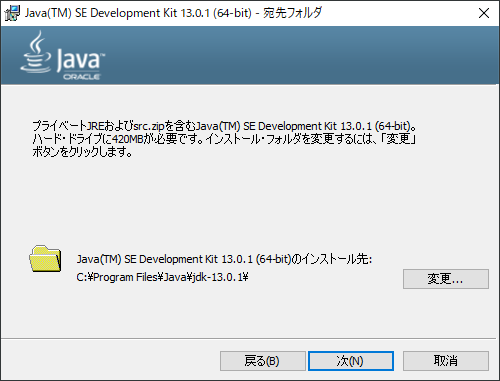 Java(TM) SE Development Kit 13.0.1 (64-bit) - 宛先フォルダ
Java
ORACLE
プライベートJREおよびsrc.zipを含むJava(TM) SE Development Kit 13.0.1 (64-bit)。
ハード・ドライブに420MBが必要です。インストール・フォルダを変更するには、「変更」
ボタンをクリックします。
Java(TM) SE Development Kit 13.0.1 (64-bit)のインストール先:
C:¥Program Files¥Java¥jdk-13.0.1¥
変更...
戻る(B)
次(N)
取消